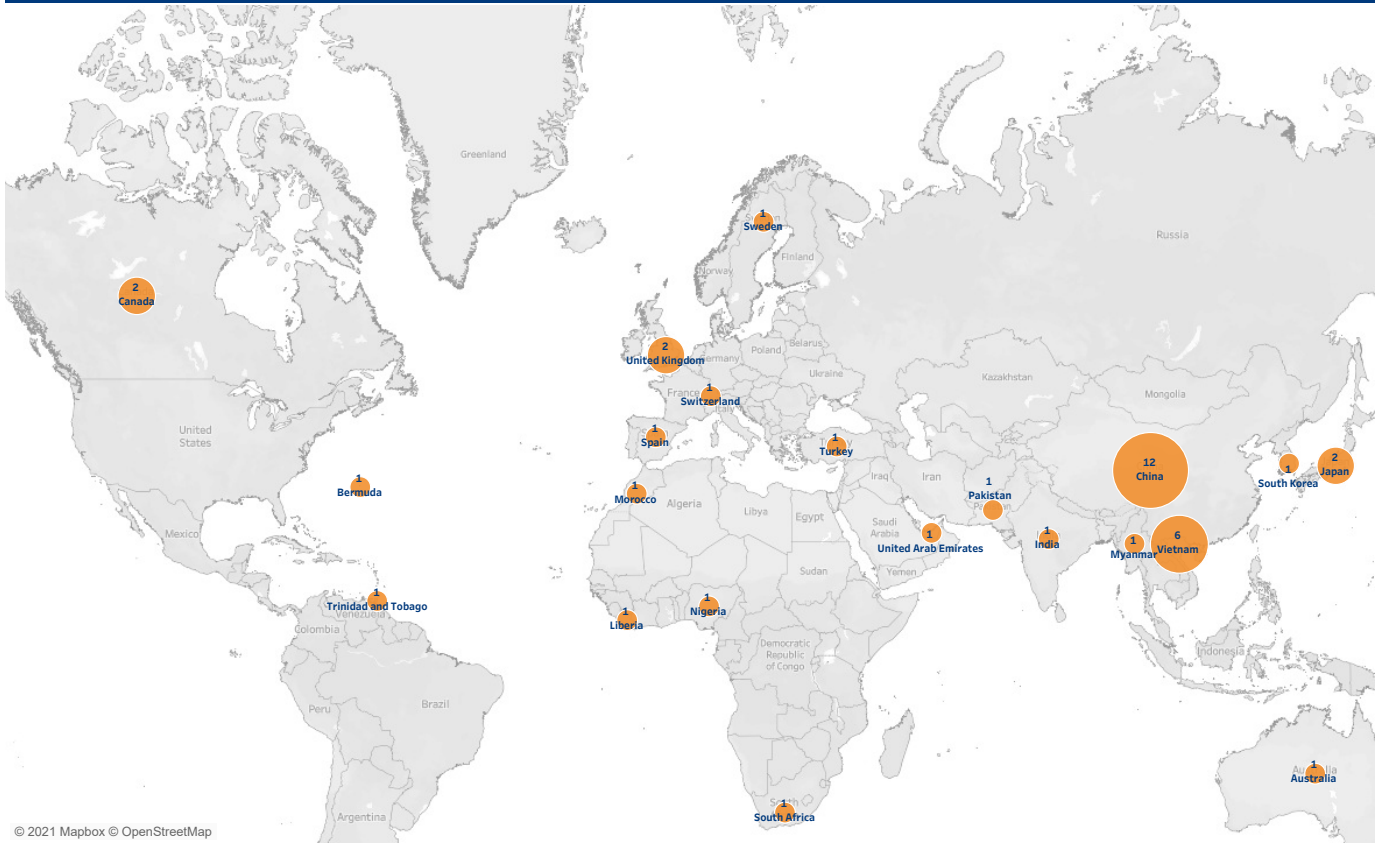 Greenland
1
Sweden
Finland
Norway
Russia
2
Canada
2
United Kingdom
Germany
Poland
Belarus
Ukraine
Kazakhstan
Mongolia
France
1
Switzerland
Italy
United
States
1
Spain
1
Turkey
12
China
1
South Korea
2
Japan
1
Bermuda
1
Morocco
Algeria
Libya
Egypt
Iraq
Iran
1
Pakistan
Saudi
Arabia
1
United Arab Emirates
Yemen
1
India
1
Myanmar
6
Vietnam
Mexico
Sudan
1
Trinidad and Tobago
Venezuela
Colombia
1
Liberia
1
Nigeria
Democratic
Republic
of Congo
Indonesia
Peru
Brazil
1
Australia
South
1
South Africa
Argentina
© 2021 Mapbox © OpenStreetMap